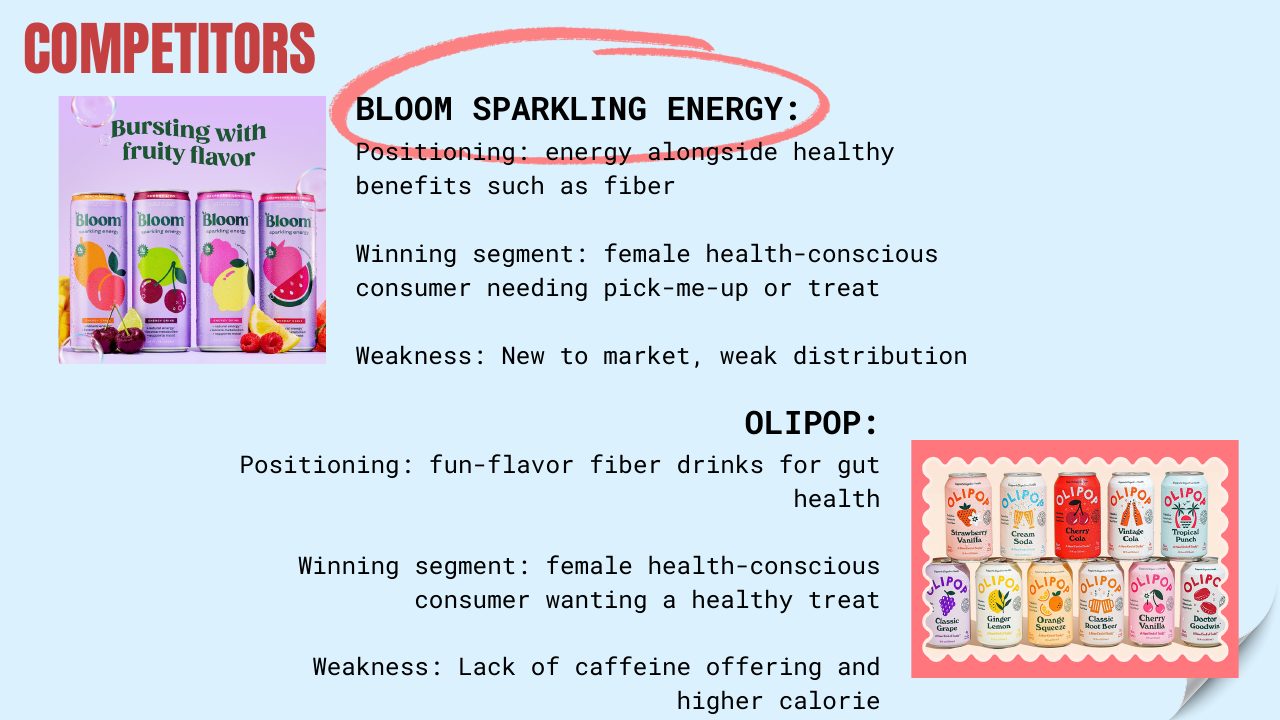 COMPETITORS
Bursting with
fruity flavor
Bloom Bloom Bloom Bloom
sparkling energy sparkling energy sparkling energy sparkling energy
BLOOM SPARKLING ENERGY:
Positioning: energy alongside healthy
benefits such as fiber
Winning segment: female health-conscious
consumer needing pick-me-up or treat
Weakness: New to market, weak distribution
OLIPOP:
Positioning: fun-flavor fiber drinks for gut
health
Winning segment: female health-conscious
consumer wanting a healthy treat
Weakness: Lack of caffeine offering and
higher calorie
OLIPOP OLIPOP OLIPOP OLIPOP OLIPOP
Strawberry Cream Cherry Vintage Tropical
Vanilla Soda Cola Cola Punch
OLIPOP OLIPOP OLIPOP OLIPOP OLIPOP OLIPO
Classic Ginger Orange Classic Cherry Doctor
Grape Lemon Squeeze Root Beer Vanilla Goodwin